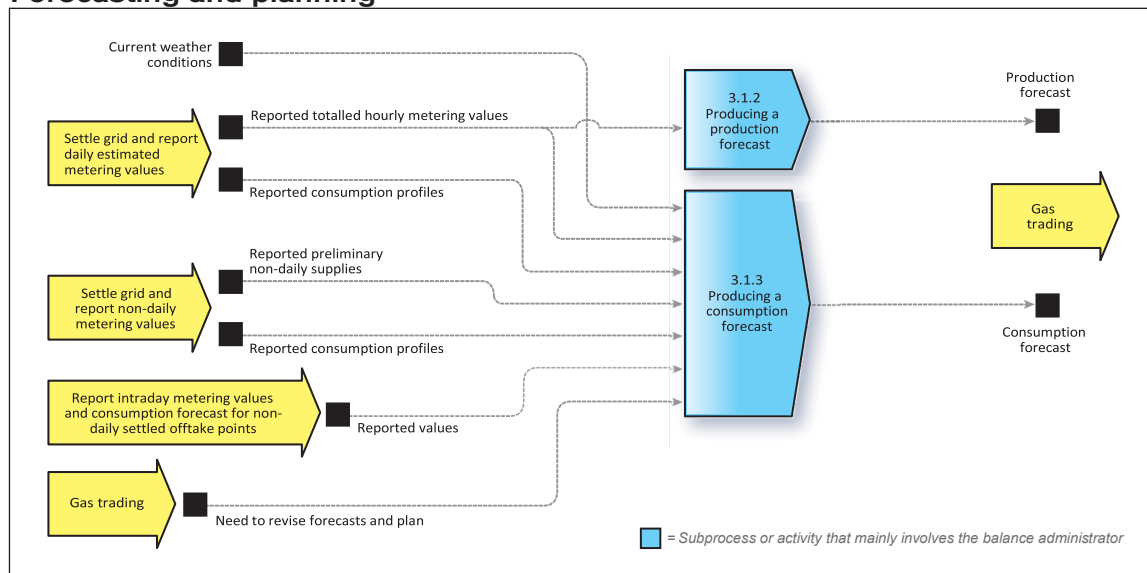 Forecasting and planning
Current weather
conditions
Settle grid and report
daily estimated
metering values
Reported totalled hourly metering values
Reported consumption profiles
Settle grid and
report non-daily
metering values
Reported preliminary
non-daily supplies
Reported consumption profiles
Report intraday metering values
and consumption forecast for non-
daily settled offtake points
Reported values
Gas trading
Need to revise forecasts and plan
3.1.2
Producing a
production
forecast
3.1.3
Producing a
consumption
forecast
Production
forecast
Gas
trading
Consumption
forecast
= Subprocess or activity that mainly involves the balance administrator